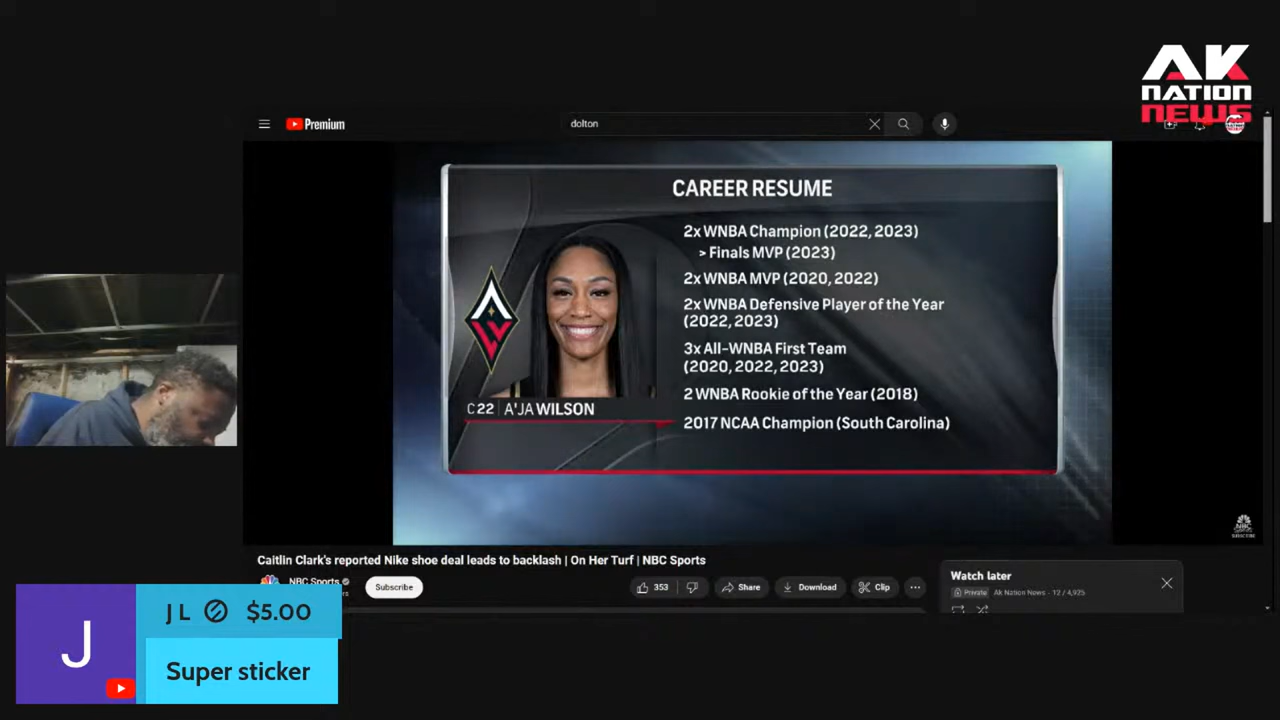 AK
NATION
NEWS
Premium
dolton
CAREER RESUME
2x WNBA Champion (2022, 2023)
> Finals MVP (2023)
2x WNBA MVP (2020, 2022)
2x WNBA Defensive Player of the Year
(2022, 2023)
3x All-WNBA First Team
(2020, 2022, 2023)
2 WNBA Rookie of the Year (2018)
2017 NCAA Champion (South Carolina)
C 22 | A'JA WILSON
NBC
SUBSCRIBE
Caitlin Clark's reported Nike shoe deal leads to backlash | On Her Turf | NBC Sports
NBC Sports
Subscribe
353
Share
Download
Clip
Watch later
Private
Ak Nation News - 12 / 4,925
J
J L $5.00
Super sticker